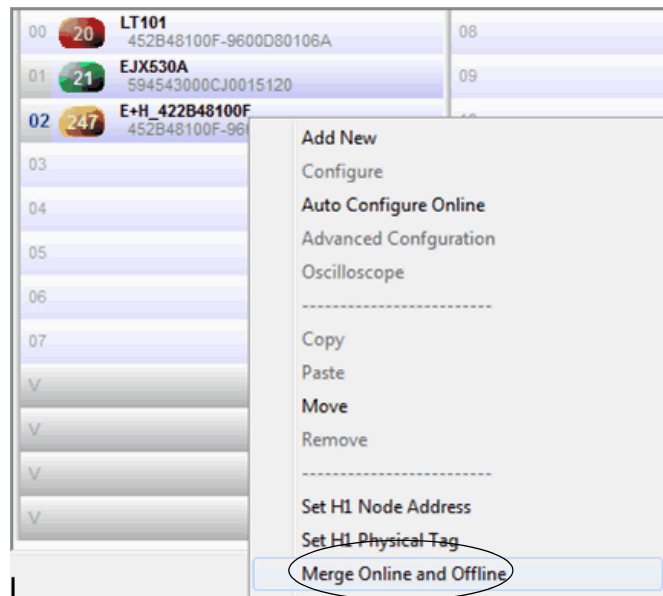 00 20 LT101 08
452B48100F-9600D80106A
01 21 EJX530A 09
594543000CJ0015120
02 247 E+H_422B48100F
452B48100F-96
Add New
03 Configure
04 Auto Configure Online
Advanced Confguration
05
Oscilloscope
06
-------------------------
07 Copy
Paste
V
Move
V Remove
-------------------------
V
Set H1 Node Address
V
Set H1 Physical Tag
Merge Online and Offline